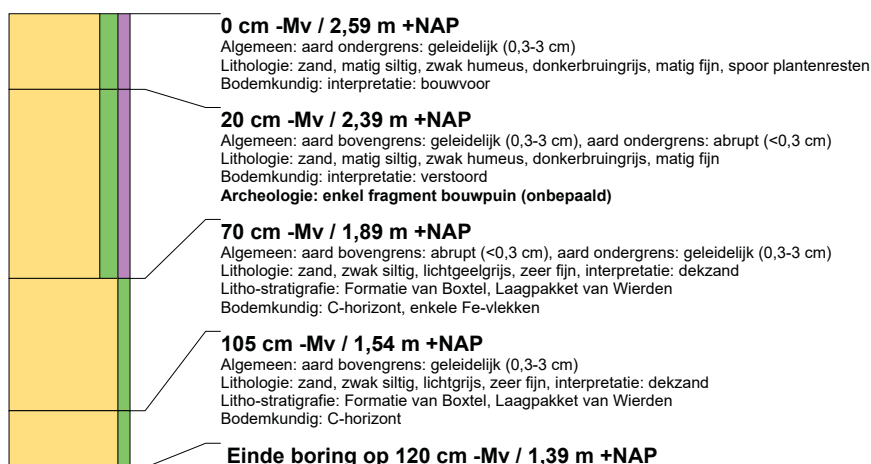 0 cm -Mv / 2,59 m +NAP
Algemeen: aard ondergrens: geleidelijk (0,3-3 cm)
Lithologie: zand, matig siltig, zwak humeus, donkerbruingrijs, matig fijn, spoor plantenresten
Bodemkundig: interpretatie: bouwvoor
20 cm -Mv / 2,39 m +NAP
Algemeen: aard bovengrens: geleidelijk (0,3-3 cm), aard ondergrens: abrupt (<0,3 cm)
Lithologie: zand, matig siltig, zwak humeus, donkerbruingrijs, matig fijn
Bodemkundig: interpretatie: verstoord
Archeologie: enkel fragment bouwpuin (onbepaald)
70 cm -Mv / 1,89 m +NAP
Algemeen: aard bovengrens: abrupt (<0,3 cm), aard ondergrens: geleidelijk (0,3-3 cm)
Lithologie: zand, zwak siltig, lichtgeelgrijs, zeer fijn, interpretatie: dekzand
Litho-stratigrafie: Formatie van Boxtel, Laagpakket van Wierden
Bodemkundig: C-horizont, enkele Fe-vlekken
105 cm -Mv / 1,54 m +NAP
Algemeen: aard bovengrens: geleidelijk (0,3-3 cm)
Lithologie: zand, zwak siltig, lichtgrijs, zeer fijn, interpretatie: dekzand
Litho-stratigrafie: Formatie van Boxtel, Laagpakket van Wierden
Bodemkundig: C-horizont
Einde boring op 120 cm -Mv / 1,39 m +NAP